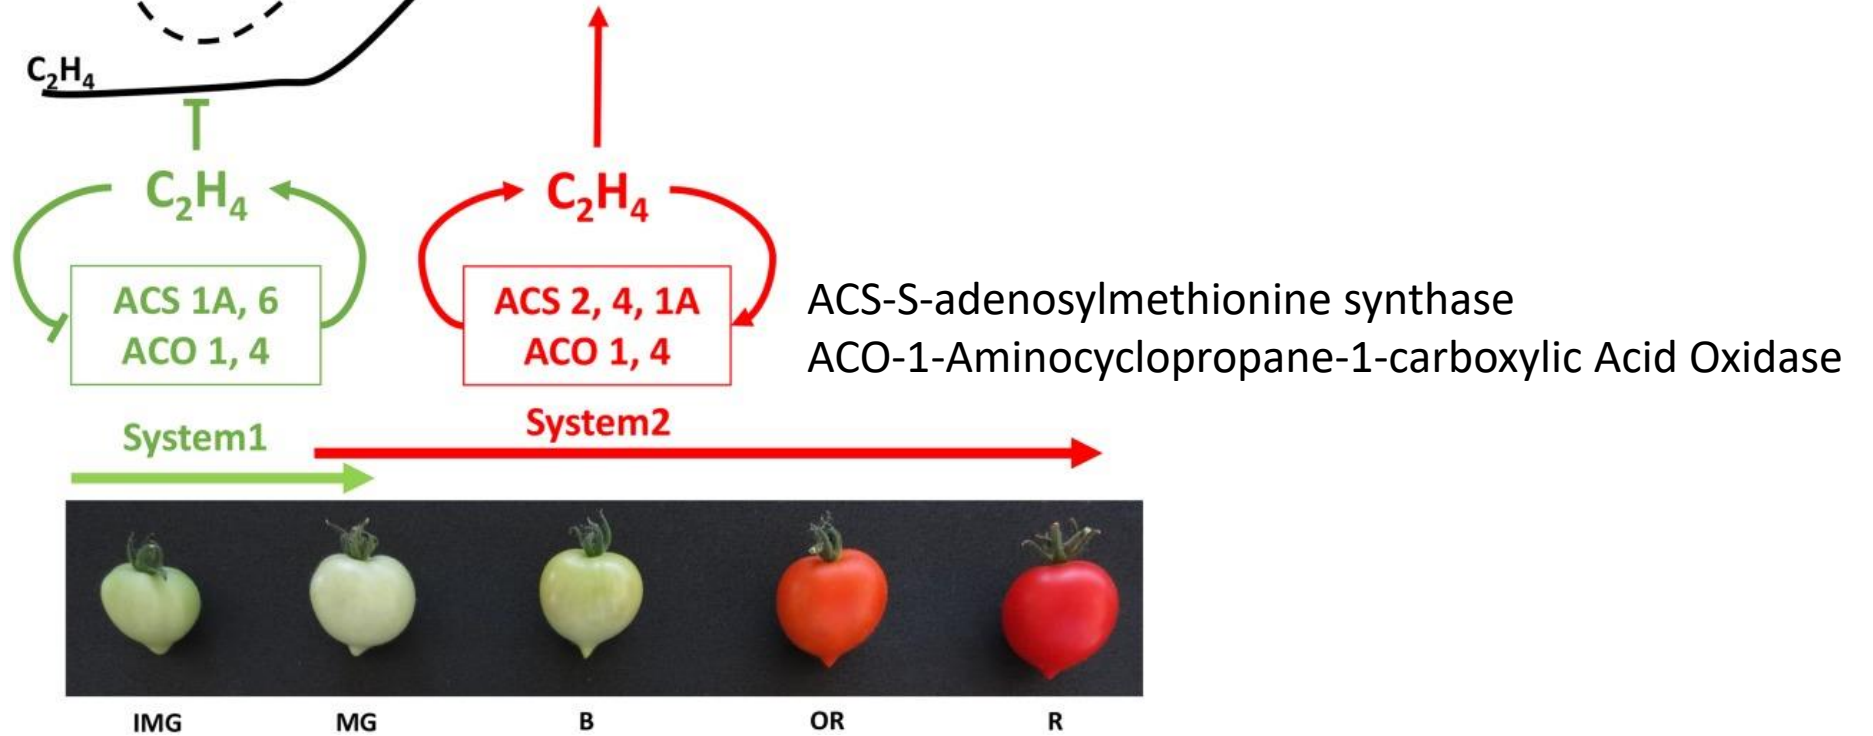 C₂H₄
C₂H₄
C₂H₄
ACS 1A, 6
ACO 1, 4
ACS 2, 4, 1A
ACO 1, 4
ACS-S-adenosylmethionine synthase
ACO-1-Aminocyclopropane-1-carboxylic Acid Oxidase
System1
System2
IMG
MG
B
OR
R